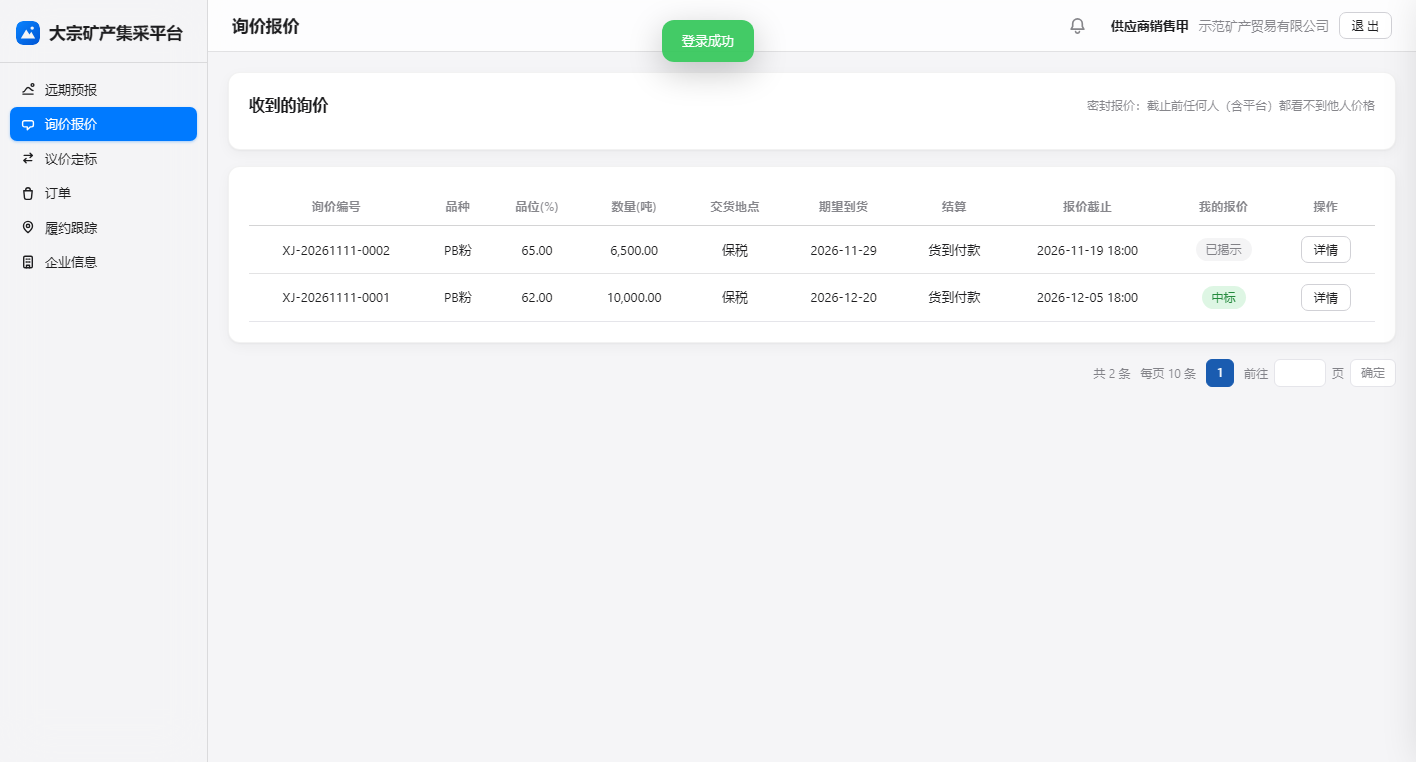 大宗矿产集采平台
询价报价
登录成功
供应商销售甲 示范矿产贸易有限公司 退出
远期预报
询价报价
议价定标
订单
履约跟踪
企业信息
收到的询价
密封报价：截止前任何人（含平台）都看不到他人价格
询价编号 品种 品位(%) 数量(吨) 交货地点 期望到货 结算 报价截止 我的报价 操作
XJ-20261111-0002 PB粉 65.00 6,500.00 保税 2026-11-29 货到付款 2026-11-19 18:00 已揭示 详情
XJ-20261111-0001 PB粉 62.00 10,000.00 保税 2026-12-20 货到付款 2026-12-05 18:00 中标 详情
共 2 条 每页 10 条 1 前往 页 确定